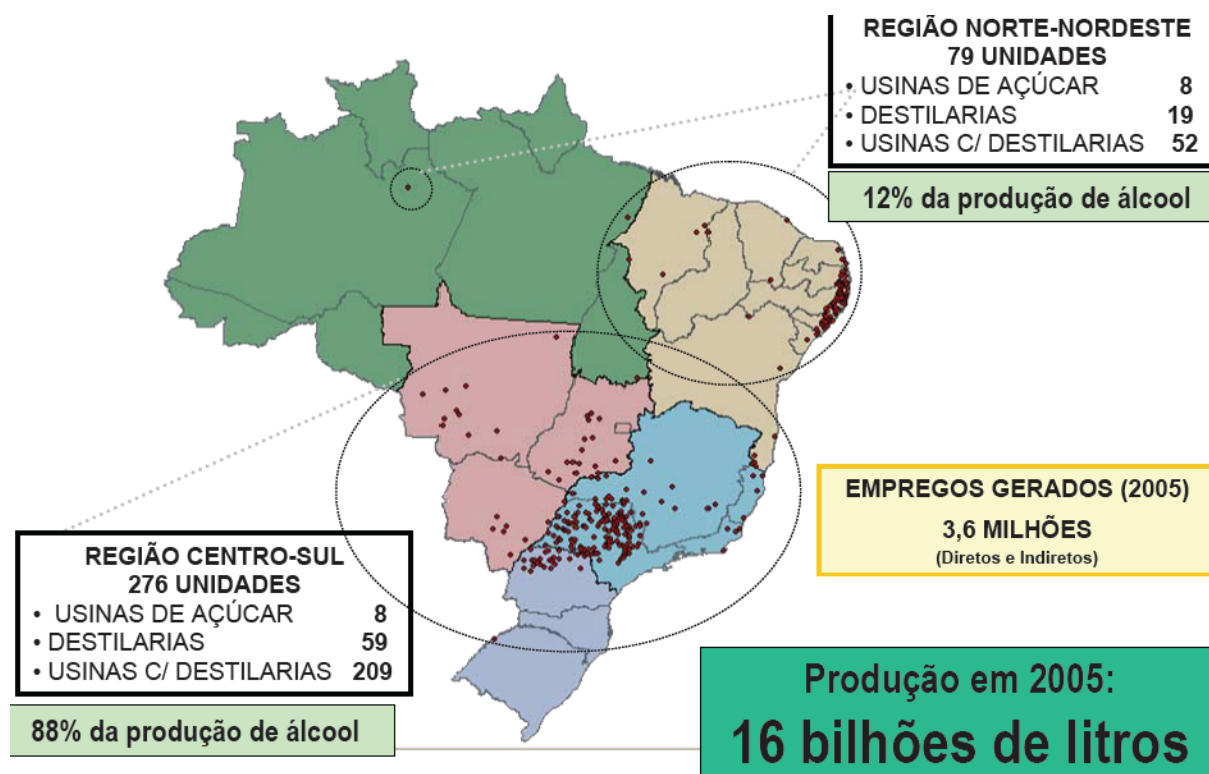 REGIÃO NORTE-NORDESTE
79 UNIDADES
• USINAS DE AÇÚCAR 8
• DESTILARIAS 19
• USINAS C/ DESTILARIAS 52
12% da produção de álcool
EMPREGOS GERADOS (2005)
3,6 MILHÕES
(Diretos e Indiretos)
REGIÃO CENTRO-SUL
276 UNIDADES
• USINAS DE AÇÚCAR 8
• DESTILARIAS 59
• USINAS C/ DESTILARIAS 209
88% da produção de álcool
Produção em 2005:
16 bilhões de litros